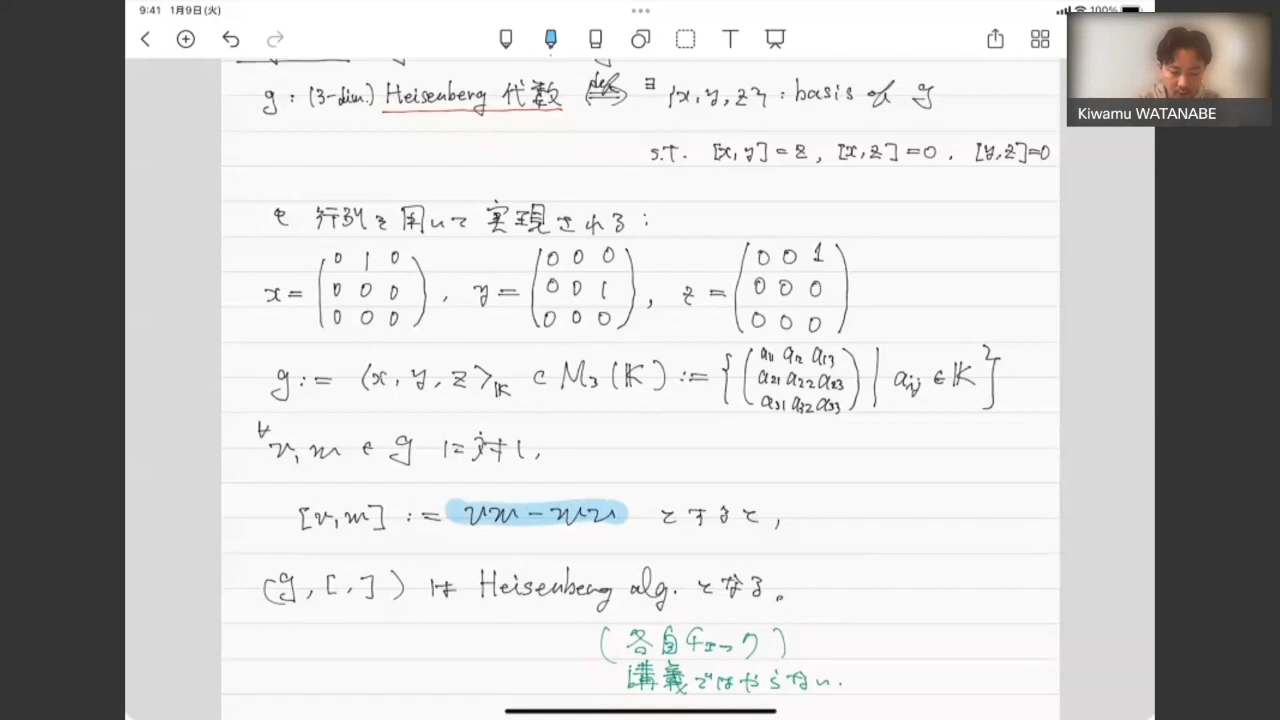 9:41 1月9日(火)
100%
Kiwamu WATANABE
g : (3-dim.) Heisenberg 代数 ⇔(def) ∃{x, y, z} : basis of g
s.t. [x, y] = z, [x, z] = 0, [y, z] = 0
行列を用いて実現される:
x = (0 1 0 / 0 0 0 / 0 0 0), y = (0 0 0 / 0 0 1 / 0 0 0), z = (0 0 1 / 0 0 0 / 0 0 0)
g := ⟨x, y, z⟩_𝕂 ⊂ M₃(𝕂) := { (a11 a12 a13 / a21 a22 a23 / a31 a32 a33) | aij ∈ 𝕂 }
∀v, w ∈ g に対し,
[v, w] := vw - wv とすると,
(g, [ , ]) は Heisenberg alg. となる。
(各自チェック)
講義ではやらない.